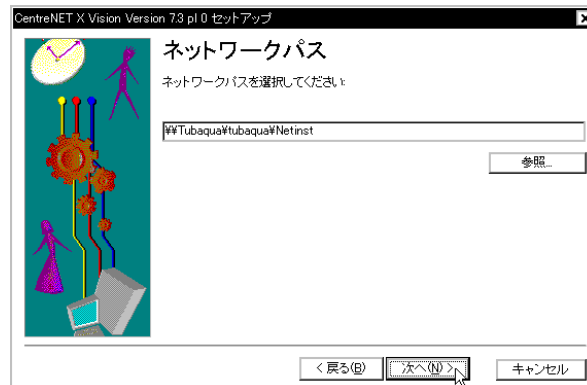 CentreNET X Vision Version 7.3 pl 0 セットアップ
ネットワークパス
ネットワークパスを選択してください:
¥¥Tubaqua¥tubaqua¥Netinst
参照...
< 戻る(B)
次へ(N) >
キャンセル